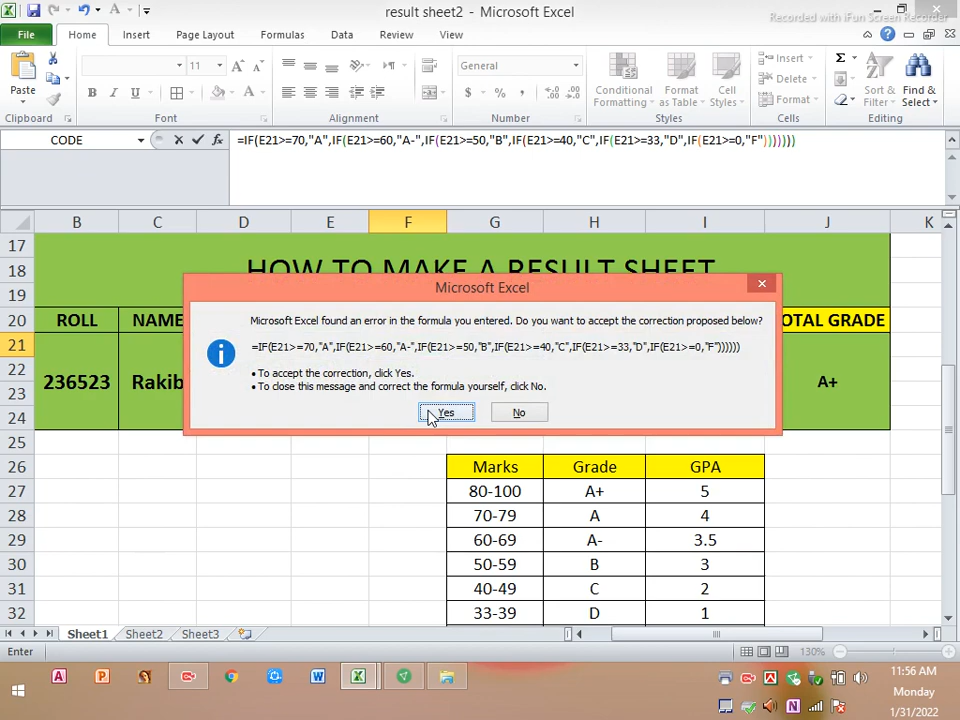 result sheet2 - Microsoft Excel
Recorded with iFun Screen Recorder
File Home Insert Page Layout Formulas Data Review View
Paste
11
General
Conditional Formatting
Format as Table
Cell Styles
Insert
Delete
Format
Sort & Filter
Find & Select
Clipboard Font Alignment Number Styles Cells Editing
CODE =IF(E21>=70,"A",IF(E21>=60,"A-",IF(E21>=50,"B",IF(E21>=40,"C",IF(E21>=33,"D",IF(E21>=0,"F")))))))
B C D E F G H I J K
17
18 HOW TO MAKE A RESULT SHEET
19
20 ROLL NAME OTAL GRADE
21
22
23 236523 Rakib A+
24
Microsoft Excel
Microsoft Excel found an error in the formula you entered. Do you want to accept the correction proposed below?
=IF(E21>=70,"A",IF(E21>=60,"A-",IF(E21>=50,"B",IF(E21>=40,"C",IF(E21>=33,"D",IF(E21>=0,"F"))))))
• To accept the correction, click Yes.
• To close this message and correct the formula yourself, click No.
Yes No
25
26 Marks Grade GPA
27 80-100 A+ 5
28 70-79 A 4
29 60-69 A- 3.5
30 50-59 B 3
31 40-49 C 2
32 33-39 D 1
Sheet1 Sheet2 Sheet3
Enter 130%
11:56 AM
Monday
1/31/2022